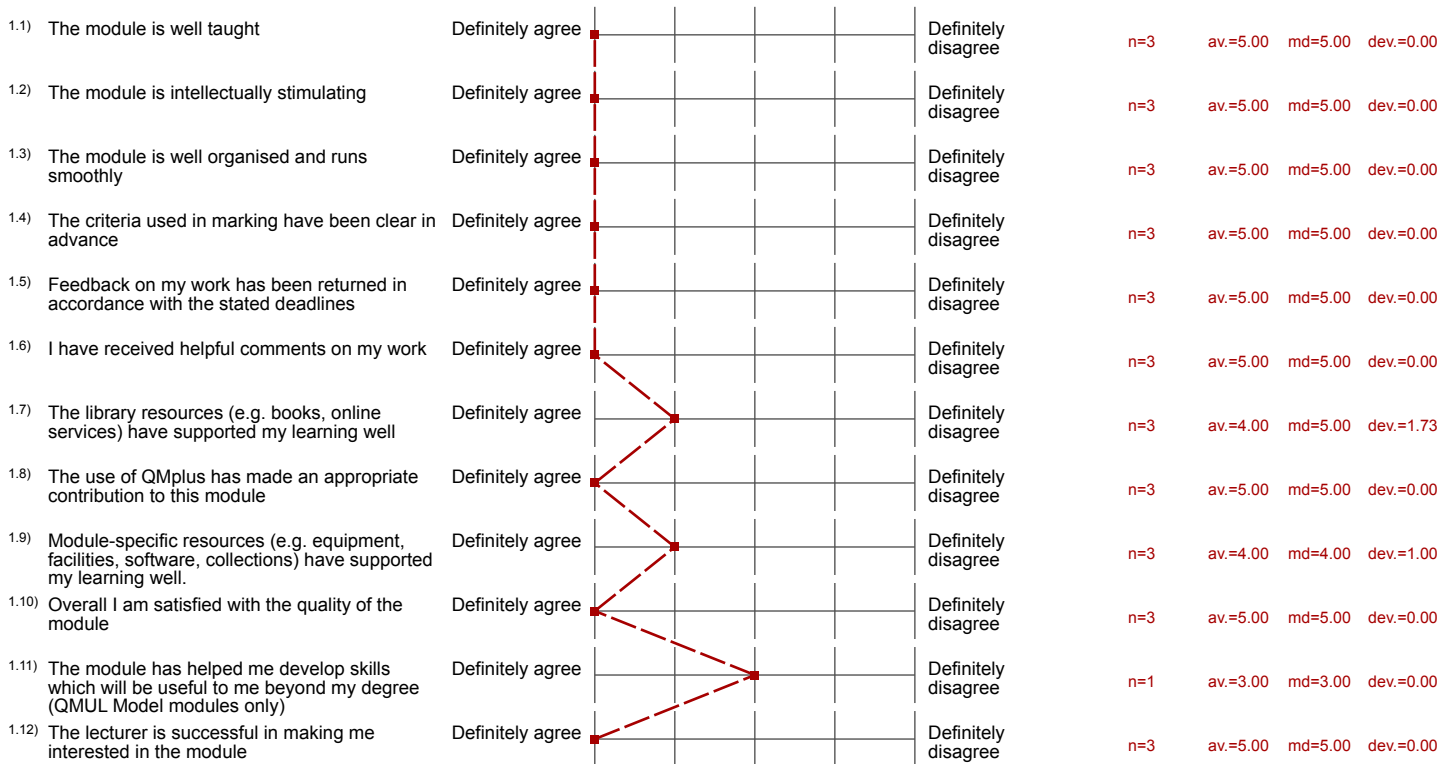 1.1) The module is well taught Definitely agree Definitely disagree n=3 av.=5.00 md=5.00 dev.=0.00
1.2) The module is intellectually stimulating Definitely agree Definitely disagree n=3 av.=5.00 md=5.00 dev.=0.00
1.3) The module is well organised and runs smoothly Definitely agree Definitely disagree n=3 av.=5.00 md=5.00 dev.=0.00
1.4) The criteria used in marking have been clear in advance Definitely agree Definitely disagree n=3 av.=5.00 md=5.00 dev.=0.00
1.5) Feedback on my work has been returned in accordance with the stated deadlines Definitely agree Definitely disagree n=3 av.=5.00 md=5.00 dev.=0.00
1.6) I have received helpful comments on my work Definitely agree Definitely disagree n=3 av.=5.00 md=5.00 dev.=0.00
1.7) The library resources (e.g. books, online services) have supported my learning well Definitely agree Definitely disagree n=3 av.=4.00 md=5.00 dev.=1.73
1.8) The use of QMplus has made an appropriate contribution to this module Definitely agree Definitely disagree n=3 av.=5.00 md=5.00 dev.=0.00
1.9) Module-specific resources (e.g. equipment, facilities, software, collections) have supported my learning well. Definitely agree Definitely disagree n=3 av.=4.00 md=4.00 dev.=1.00
1.10) Overall I am satisfied with the quality of the module Definitely agree Definitely disagree n=3 av.=5.00 md=5.00 dev.=0.00
1.11) The module has helped me develop skills which will be useful to me beyond my degree (QMUL Model modules only) Definitely agree Definitely disagree n=1 av.=3.00 md=3.00 dev.=0.00
1.12) The lecturer is successful in making me interested in the module Definitely agree Definitely disagree n=3 av.=5.00 md=5.00 dev.=0.00